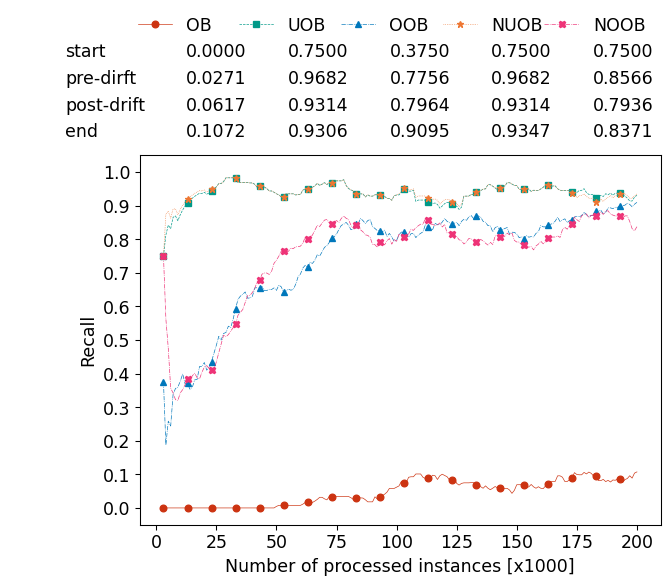 OB UOB OOB NUOB NOOB
start 0.0000 0.7500 0.3750 0.7500 0.7500
pre-dirft 0.0271 0.9682 0.7756 0.9682 0.8566
post-drift 0.0617 0.9314 0.7964 0.9314 0.7936
end 0.1072 0.9306 0.9095 0.9347 0.8371
1.0
0.9
0.8
0.7
0.6
0.5
0.4
0.3
0.2
0.1
0.0
Recall
0 25 50 75 100 125 150 175 200
Number of processed instances [x1000]